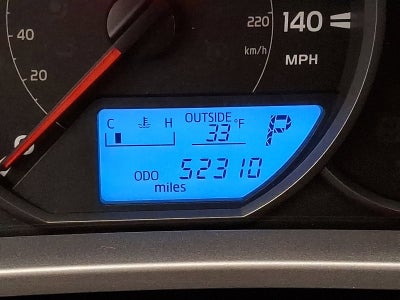 40
220
140
km/h
MPH
20
OUTSIDE
C H 33 °F P
ODO 52310
miles